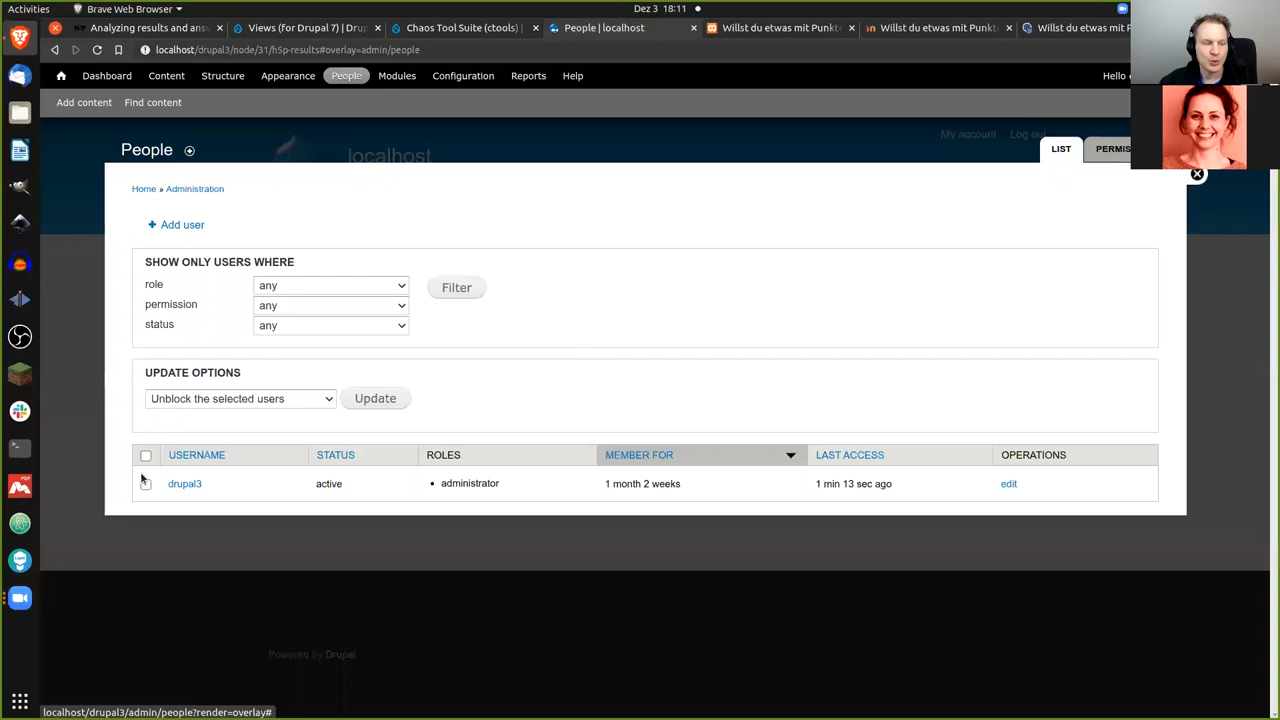 Activities
Brave Web Browser
Dez 3 18:11
Analyzing results and ans
Views (for Drupal 7) | Dru
Chaos Tool Suite (ctools) |
People | localhost
Willst du etwas mit Punkt
Willst du etwas mit Punkte
Willst du etwas mit Punkt
localhost/drupal3/node/31/h5p-results#overlay=admin/people
Dashboard Content Structure Appearance People Modules Configuration Reports Help
Hello
Add content Find content
My account Log out
People
localhost
LIST
PERMIS
Home » Administration
Add user
SHOW ONLY USERS WHERE
role any
Filter
permission any
status any
UPDATE OPTIONS
Unblock the selected users
Update
USERNAME STATUS ROLES MEMBER FOR LAST ACCESS OPERATIONS
drupal3 active • administrator 1 month 2 weeks 1 min 13 sec ago edit
Powered by Drupal
localhost/drupal3/admin/people?render=overlay#